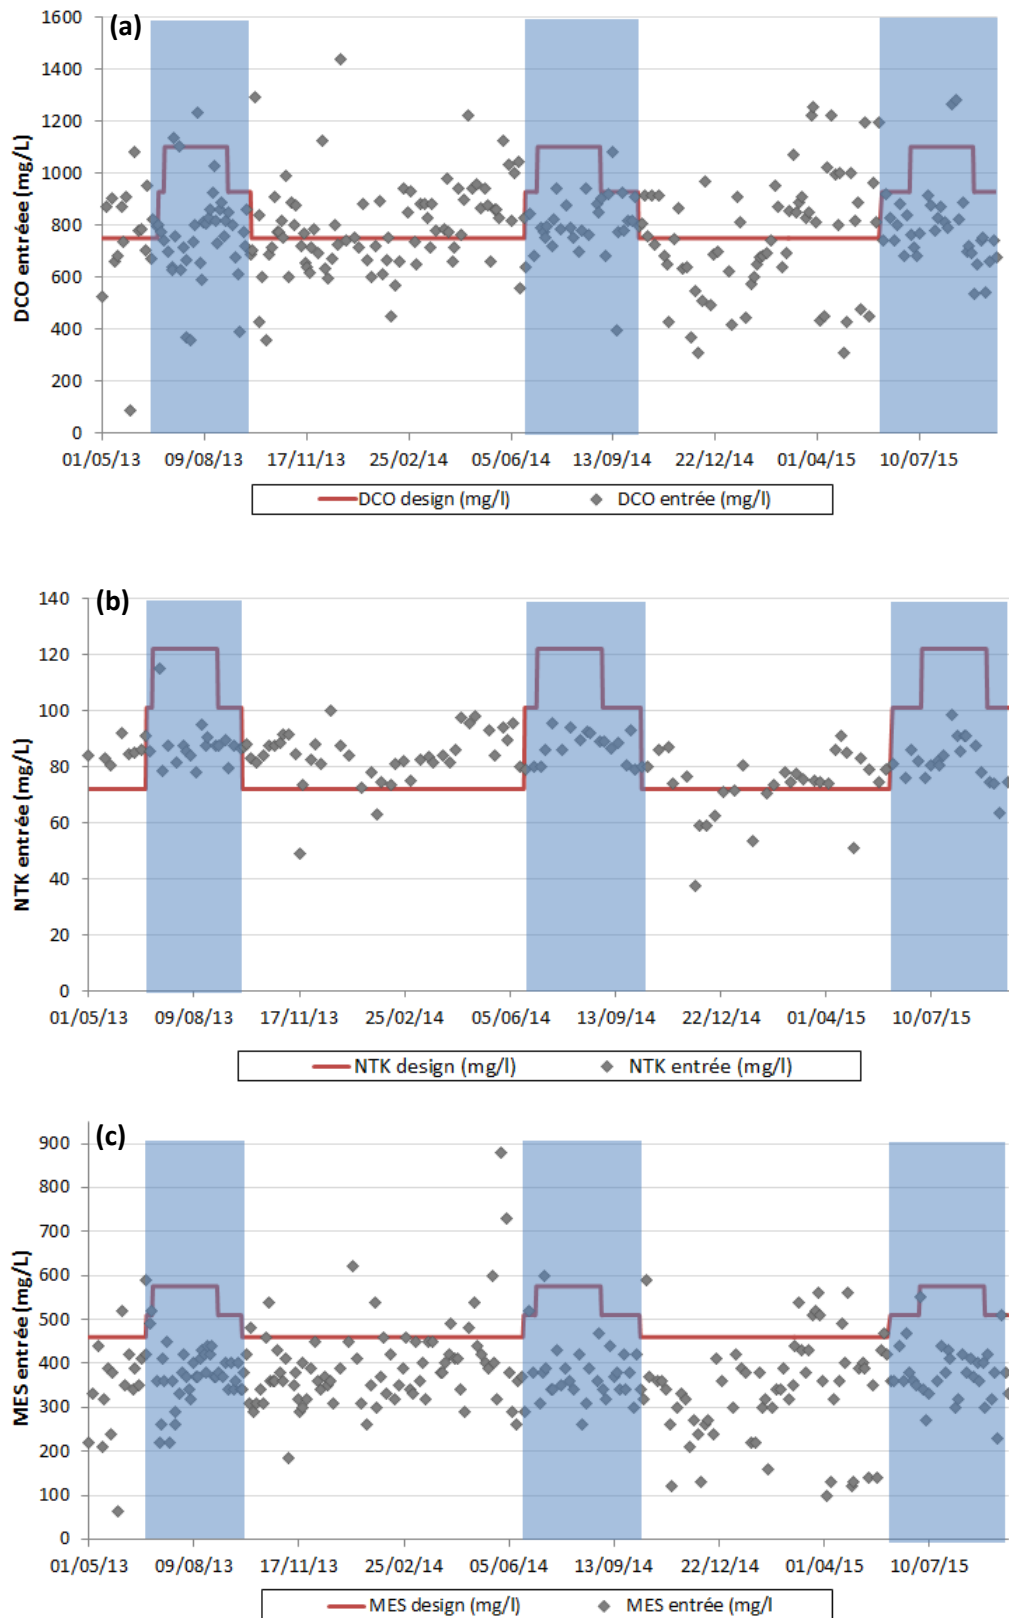 (a)
DCO entréee (mg/L)
1600
1400
1200
1000
800
600
400
200
0
01/05/13 09/08/13 17/11/13 25/02/14 05/06/14 13/09/14 22/12/14 01/04/15 10/07/15
DCO design (mg/l) DCO entrée (mg/L)
(b)
NTK entrée (mg/L)
140
120
100
80
60
40
20
0
01/05/13 09/08/13 17/11/13 25/02/14 05/06/14 13/09/14 22/12/14 01/04/15 10/07/15
NTK design (mg/l) NTK entrée (mg/l)
(c)
MES entrée (mg/L)
900
800
700
600
500
400
300
200
100
0
01/05/13 09/08/13 17/11/13 25/02/14 05/06/14 13/09/14 22/12/14 01/04/15 10/07/15
MES design (mg/l) MES entrée (mg/l